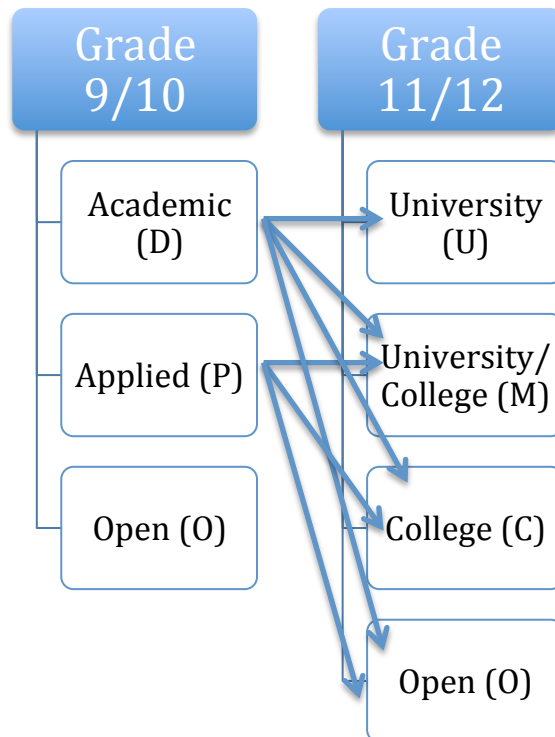 Grade
9/10
Academic
(D)
Applied (P)
Open (O)
Grade
11/12
University
(U)
University/
College (M)
College (C)
Open (O)